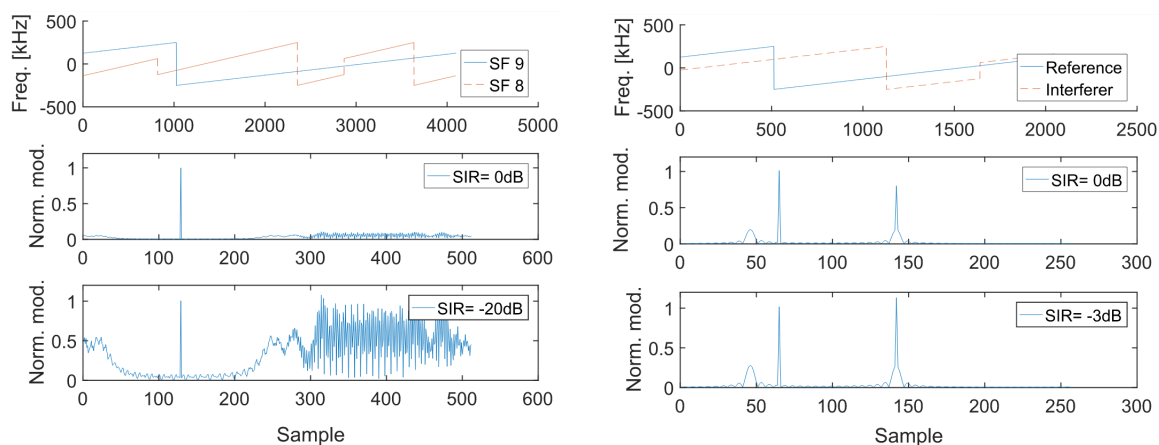 500
0
-500
Freq. [kHz]
SF 9
SF 8
0 1000 2000 3000 4000 5000
1
0.5
0
Norm. mod.
SIR= 0dB
0 100 200 300 400 500 600
1
0.5
0
Norm. mod.
SIR= -20dB
0 100 200 300 400 500 600
Sample
500
0
-500
Freq. [kHz]
Reference
Interferer
0 500 1000 1500 2000 2500
1
0.5
0
Norm. mod.
SIR= 0dB
0 50 100 150 200 250 300
1
0.5
0
Norm. mod.
SIR= -3dB
0 50 100 150 200 250 300
Sample